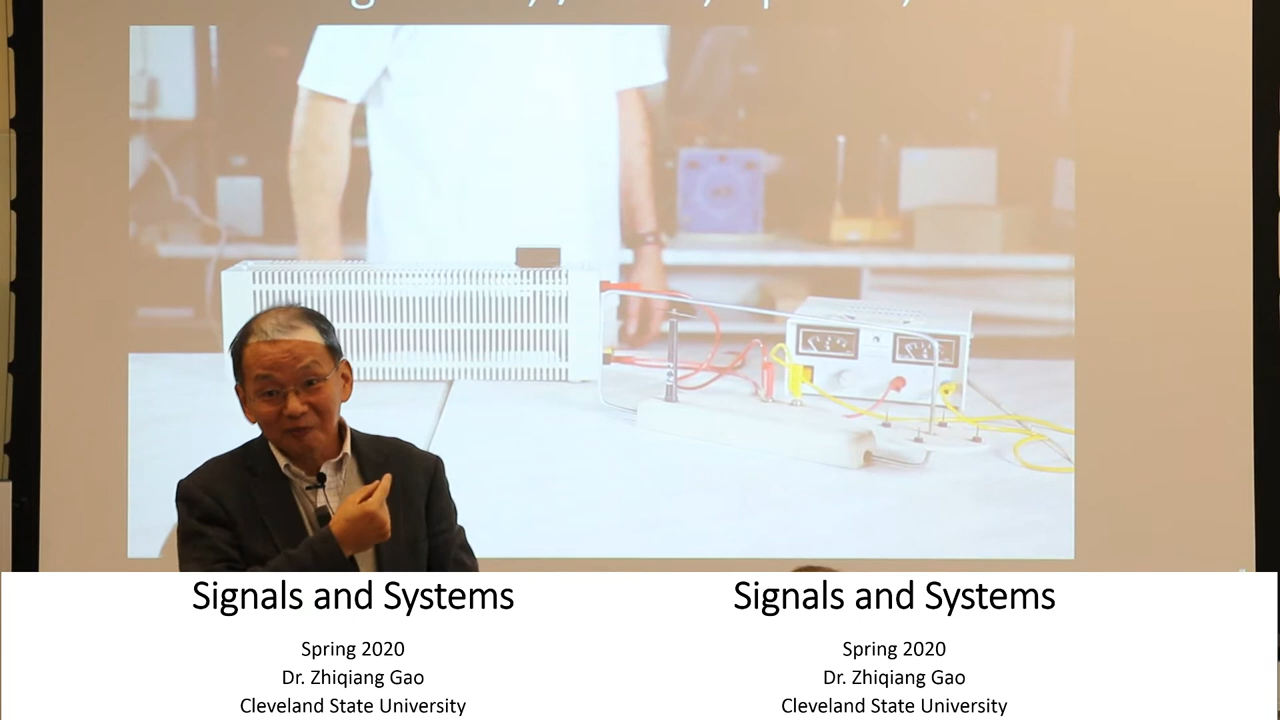 Signals and Systems
Spring 2020
Dr. Zhiqiang Gao
Cleveland State University
Signals and Systems
Spring 2020
Dr. Zhiqiang Gao
Cleveland State University